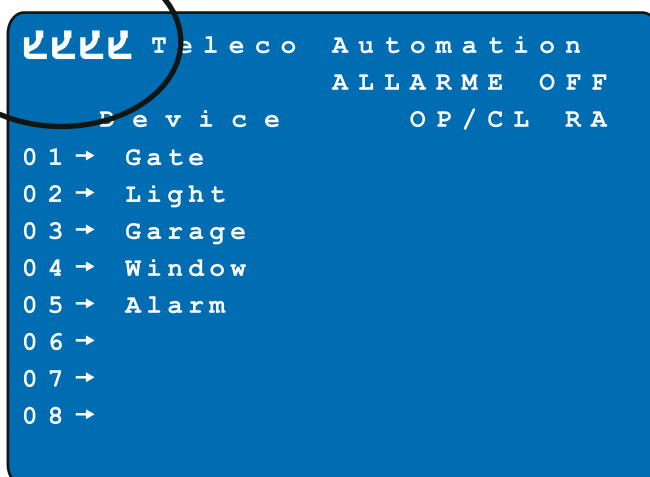 Teleco Automation
ALLARME OFF
Device OP/CL RA
01→ Gate
02→ Light
03→ Garage
04→ Window
05→ Alarm
06→
07→
08→